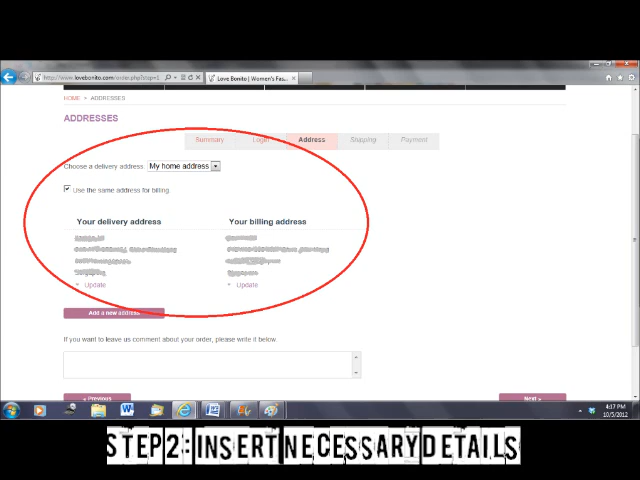 http://www.lovebonito.com/order.php?step=1
Love Bonito | Women's Fas...
HOME > ADDRESSES
ADDRESSES
Summary Login Address Shipping Payment
Choose a delivery address: My home address
Use the same address for billing.
Your delivery address Your billing address
Update Update
Add a new address
If you want to leave us comment about your order, please write it below.
« Previous Next »
4:17 PM
10/5/2012
STEP 2: INSERT NECESSARY DETAILS